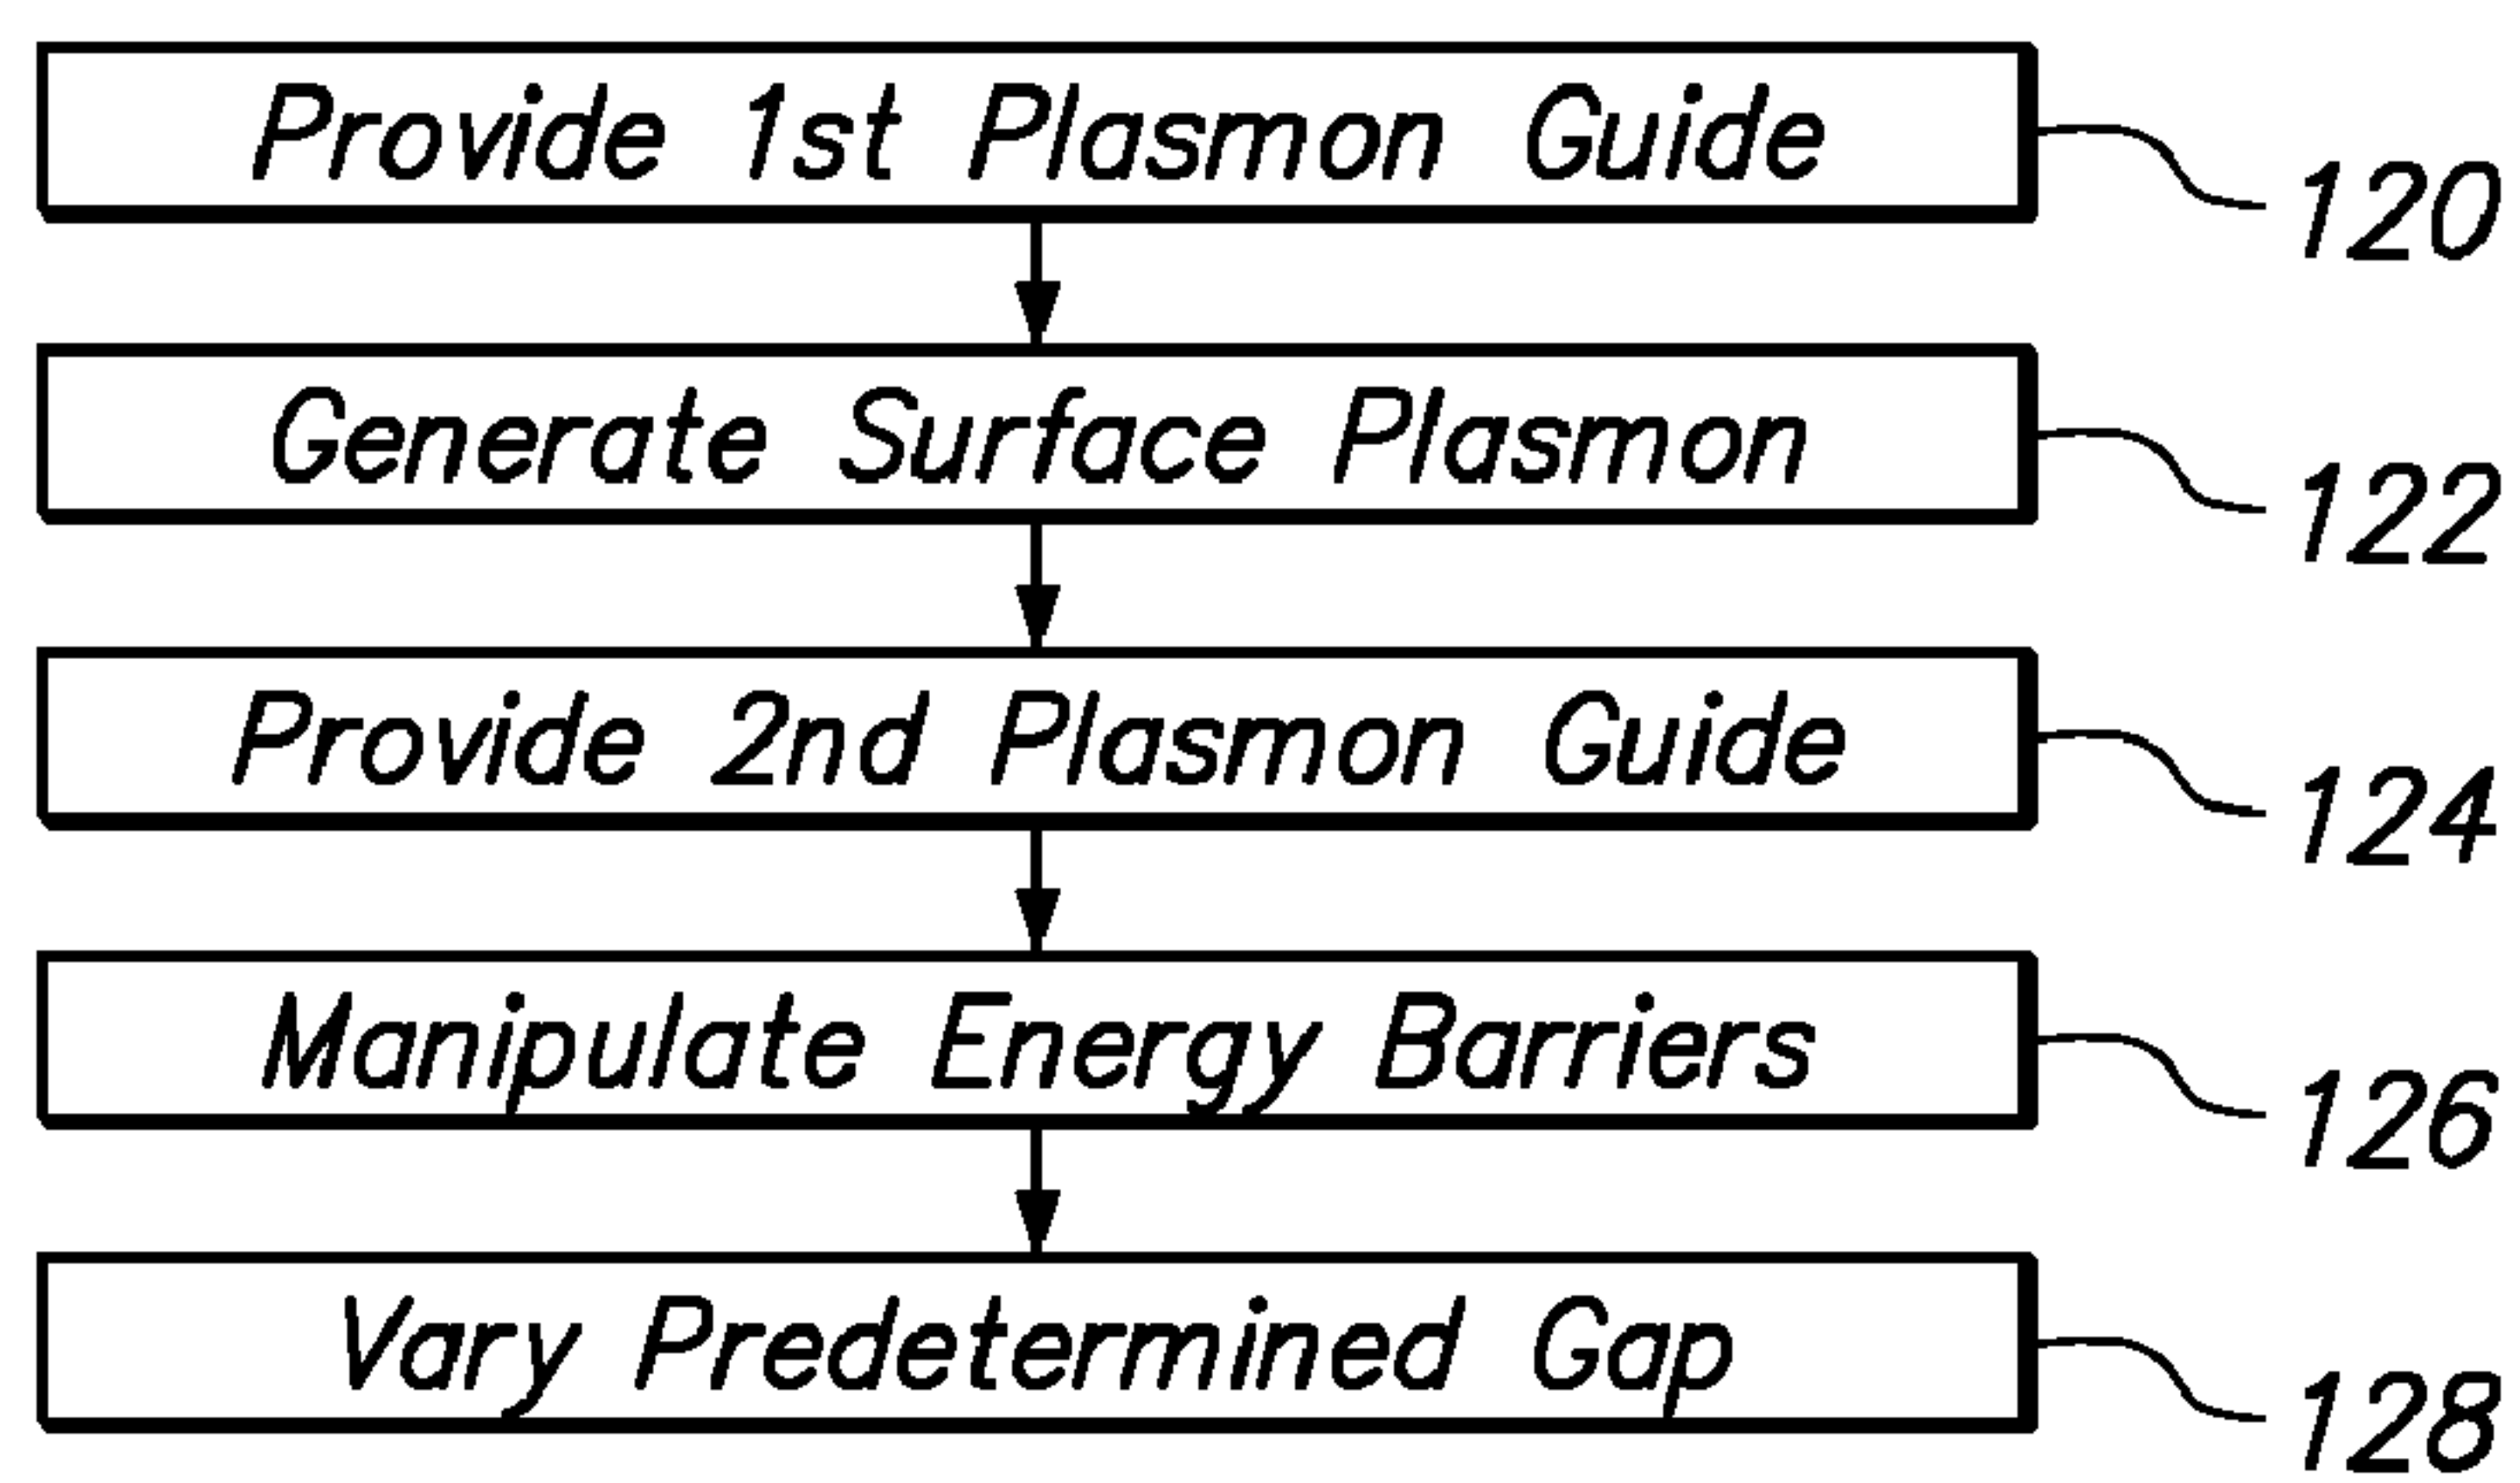 Provide 1st Plasmon Guide
120
Generate Surface Plasmon
122
Provide 2nd Plasmon Guide
124
Manipulate Energy Barriers
126
Vary Predetermined Gap
128